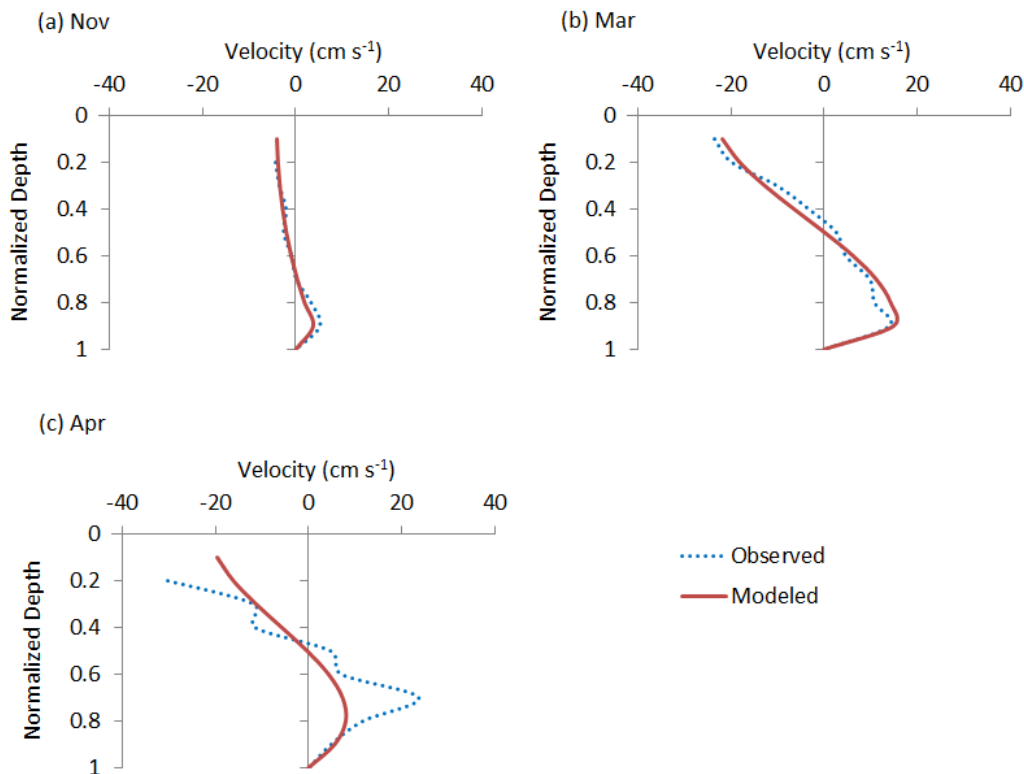 (a) Nov
Velocity (cm s⁻¹)
-40 -20 0 20 40
0
0.2
0.4
0.6
0.8
1
Normalized Depth
(b) Mar
Velocity (cm s⁻¹)
-40 -20 0 20 40
0
0.2
0.4
0.6
0.8
1
Normalized Depth
(c) Apr
Velocity (cm s⁻¹)
-40 -20 0 20 40
0
0.2
0.4
0.6
0.8
1
Normalized Depth
Observed
Modeled